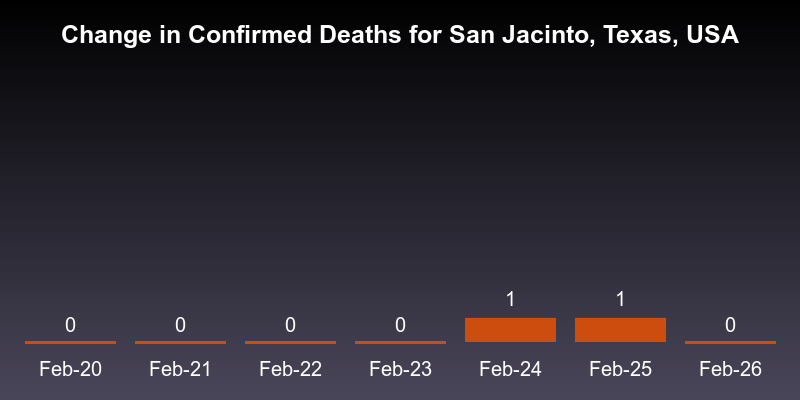 Change in Confirmed Deaths for San Jacinto, Texas, USA
0 0 0 0 1 1 0
Feb-20 Feb-21 Feb-22 Feb-23 Feb-24 Feb-25 Feb-26